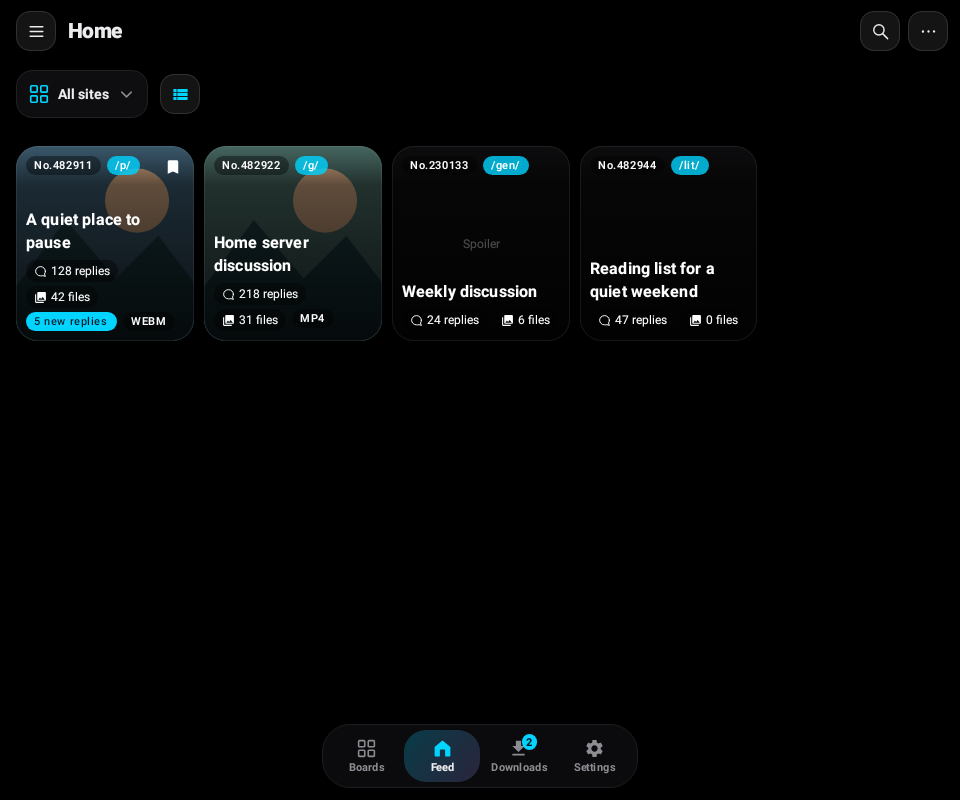 Home
All sites
No.482911 /p/
A quiet place to
pause
128 replies
42 files
5 new replies WEBM
No.482922 /g/
Home server
discussion
218 replies
31 files MP4
No.230133 /gen/
Spoiler
Weekly discussion
24 replies 6 files
No.482944 /lit/
Reading list for a
quiet weekend
47 replies 0 files
2
Boards Feed Downloads Settings